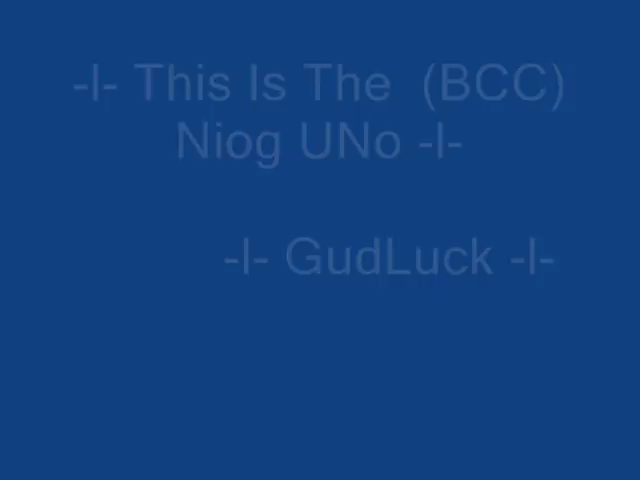 -l- This Is The (BCC)
Niog UNo -l-
-l- GudLuck -l-